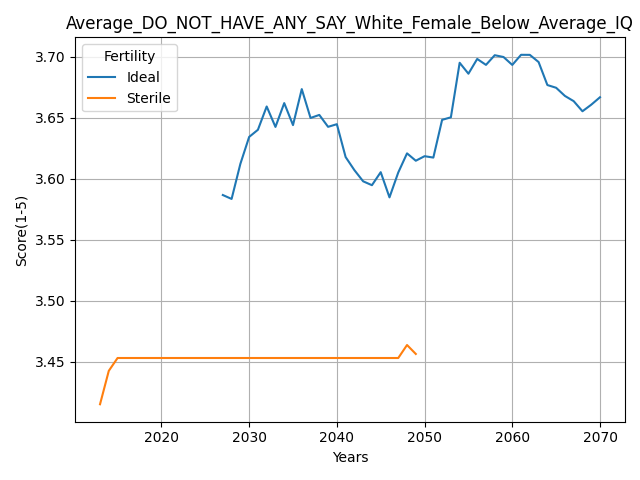 Average_DO_NOT_HAVE_ANY_SAY_White_Female_Below_Average_IQ
Fertility
Ideal
Sterile
3.70
3.65
3.60
3.55
3.50
3.45
Score(1-5)
2020 2030 2040 2050 2060 2070
Years